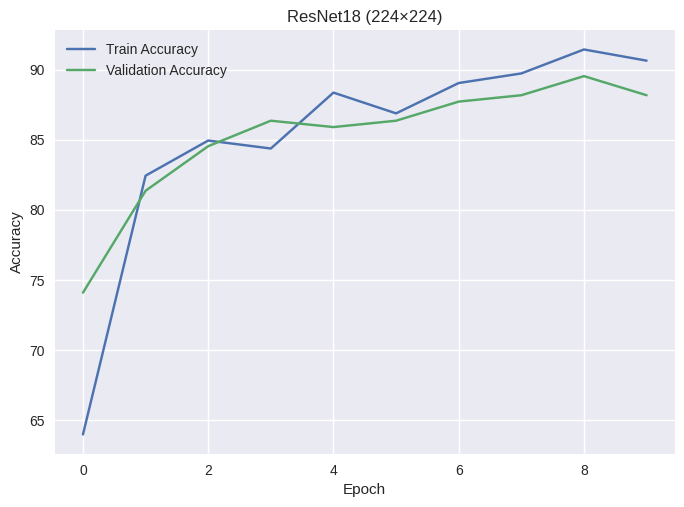 ResNet18 (224×224)
Train Accuracy
Validation Accuracy
90
85
80
75
70
65
Accuracy
0 2 4 6 8
Epoch